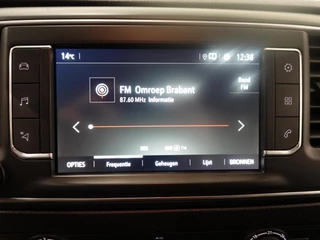 14°C 12:38
FM Omroep Brabant
87.60 MHz Informatie
Band
FM
OPTIES Frequentie Geheugen Lijst BRONNEN